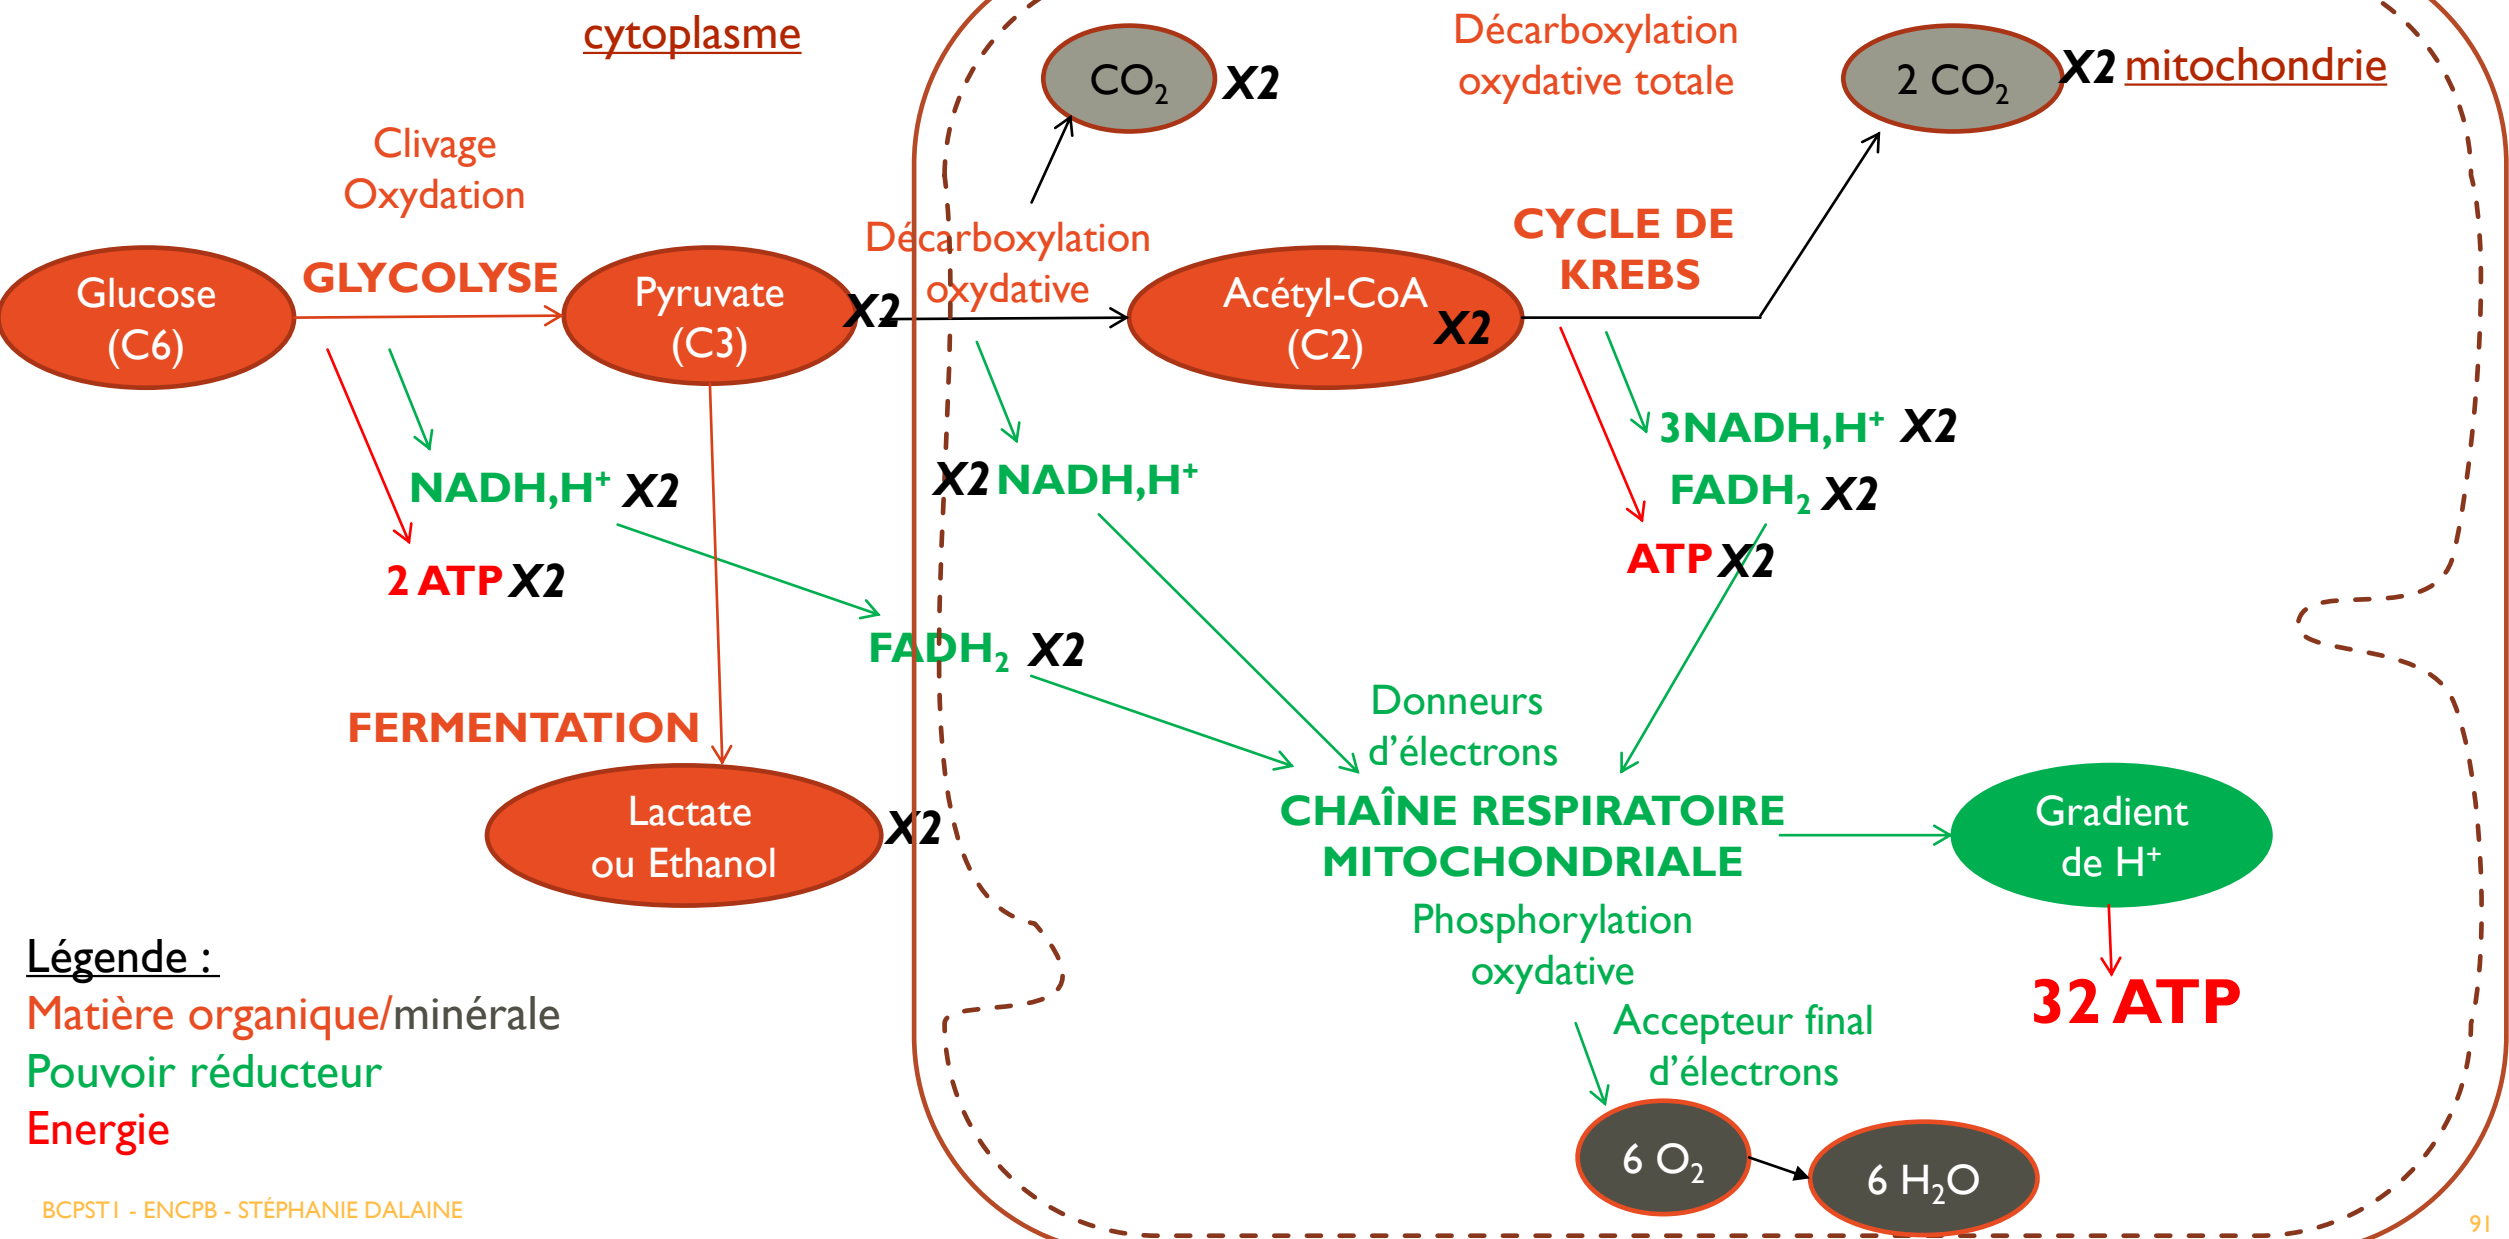 cytoplasme
CO₂ X2
Décarboxylation
oxydative totale
2 CO₂ X2
mitochondrie
Clivage
Oxydation
GLYCOLYSE
Glucose
(C6)
Pyruvate
(C3)
X2
Décarboxylation
oxydative
Acétyl-CoA
(C2)
X2
CYCLE DE
KREBS
NADH,H⁺ X2
2 ATP X2
X2 NADH,H⁺
3NADH,H⁺ X2
FADH₂ X2
ATP X2
FADH₂ X2
FERMENTATION
Lactate
ou Ethanol
X2
Donneurs
d’électrons
CHAÎNE RESPIRATOIRE
MITOCHONDRIALE
Phosphorylation
oxydative
Gradient
de H⁺
32 ATP
Accepteur final
d’électrons
6 O₂
6 H₂O
Légende :
Matière organique/minérale
Pouvoir réducteur
Energie
BCPST1 - ENCPB - STÉPHANIE DALAINE
91